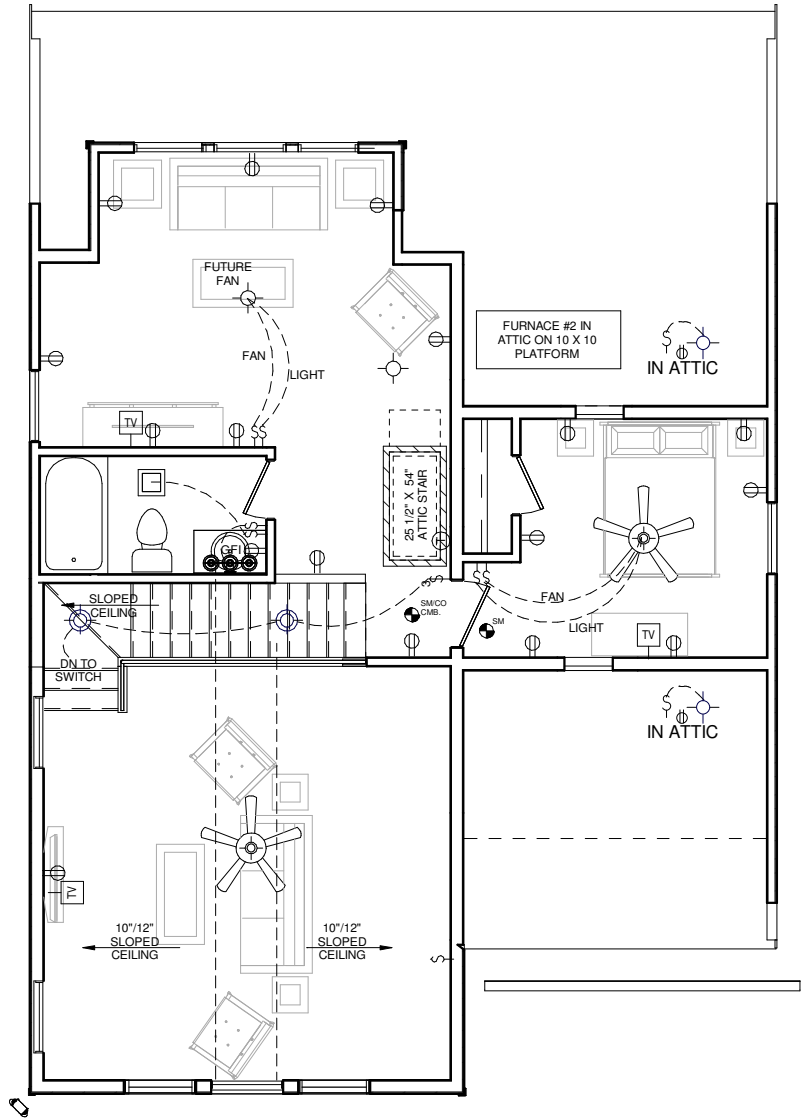 FUTURE
FAN
FAN
LIGHT
FURNACE #2 IN
ATTIC ON 10 X 10
PLATFORM
S
IN ATTIC
TV
S S
25 1/2" X 54"
ATTIC STAIR
S
S
GFI
3 S
S S
SLOPED
CEILING
SM/CO
CMB.
SM
FAN
LIGHT
TV
DN TO
SWITCH
S
IN ATTIC
TV
10"/12"
SLOPED
CEILING
10"/12"
SLOPED
CEILING
S